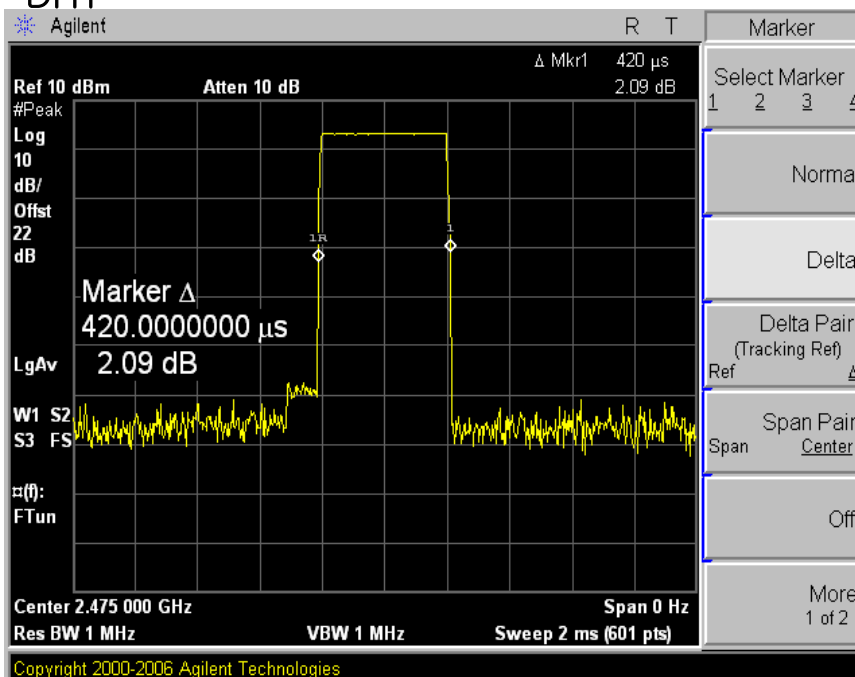 Agilent R T Marker
Δ Mkr1 420 µs
Ref 10 dBm Atten 10 dB 2.09 dB
#Peak
Log
10
dB/
Offst
22
dB
1R
1
Marker Δ
420.0000000 µs
2.09 dB
LgAv
W1 S2
S3 FS
¤(f):
FTun
Center 2.475 000 GHz Span 0 Hz
Res BW 1 MHz VBW 1 MHz Sweep 2 ms (601 pts)
Copyright 2000-2006 Agilent Technologies
Select Marker
1 2 3 4
Norma
Delta
Delta Pair
(Tracking Ref)
Ref Δ
Span Pair
Span Center
Off
More
1 of 2